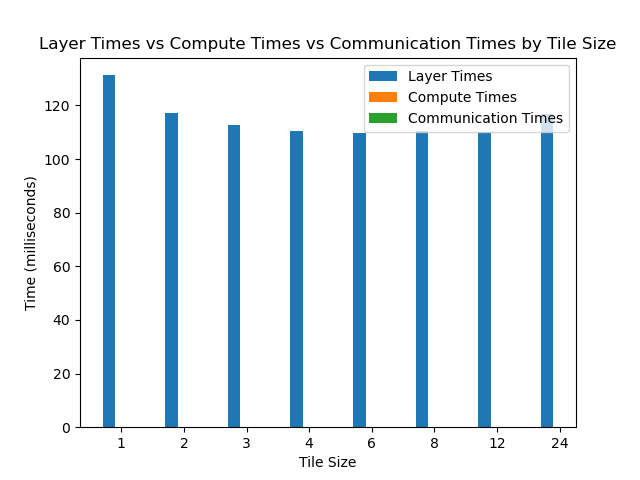 Layer Times vs Compute Times vs Communication Times by Tile Size
Layer Times
Compute Times
Communication Times
Time (milliseconds)
120
100
80
60
40
20
0
1 2 3 4 6 8 12 24
Tile Size